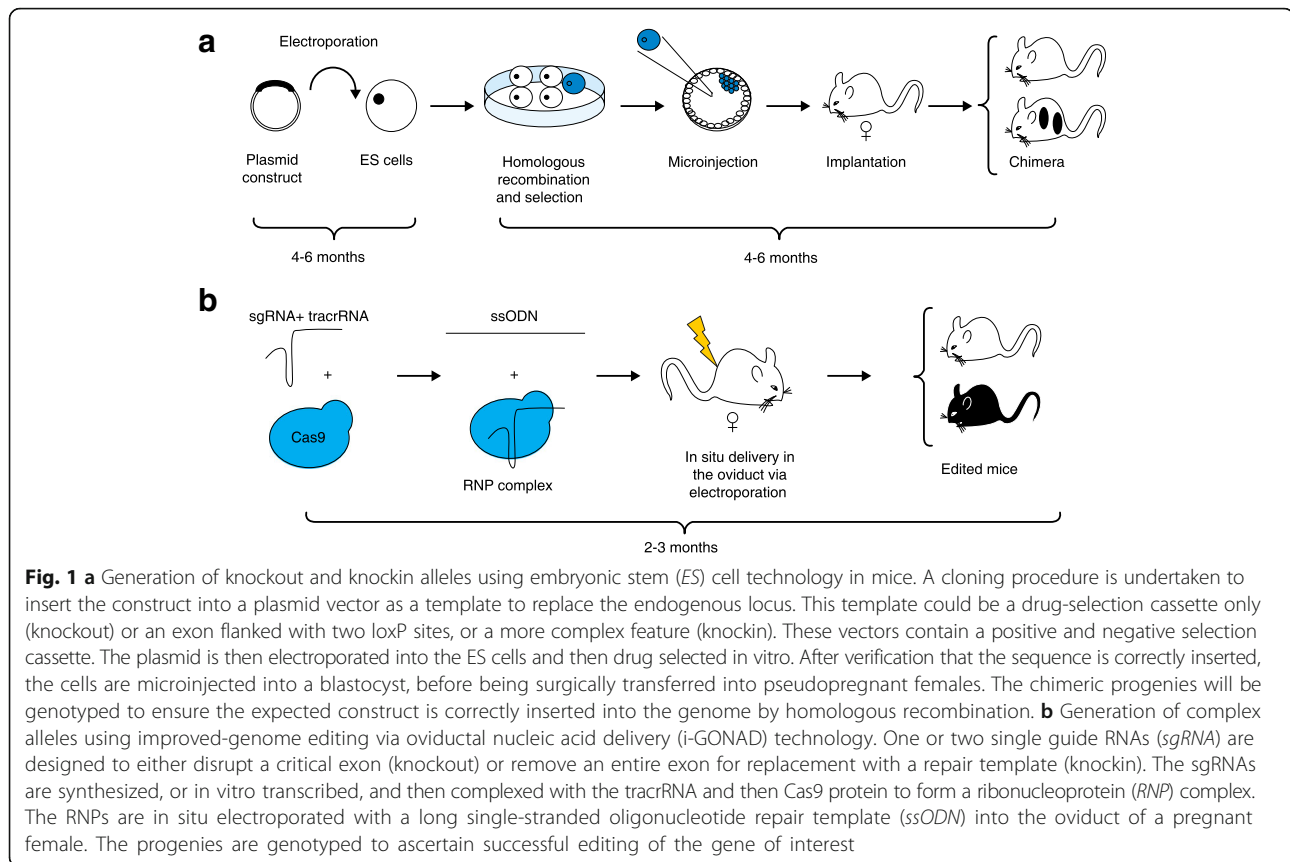 a
Electroporation
Plasmid
construct
ES cells
Homologous
recombination
and selection
Microinjection
Implantation
♀
Chimera
4-6 months
4-6 months
b
sgRNA+ tracrRNA
+
Cas9
ssODN
+
RNP complex
♀
In situ delivery in
the oviduct via
electroporation
Edited mice
2-3 months
Fig. 1 a Generation of knockout and knockin alleles using embryonic stem (ES) cell technology in mice. A cloning procedure is undertaken to
insert the construct into a plasmid vector as a template to replace the endogenous locus. This template could be a drug-selection cassette only
(knockout) or an exon flanked with two loxP sites, or a more complex feature (knockin). These vectors contain a positive and negative selection
cassette. The plasmid is then electroporated into the ES cells and then drug selected in vitro. After verification that the sequence is correctly inserted,
the cells are microinjected into a blastocyst, before being surgically transferred into pseudopregnant females. The chimeric progenies will be
genotyped to ensure the expected construct is correctly inserted into the genome by homologous recombination. b Generation of complex
alleles using improved-genome editing via oviductal nucleic acid delivery (i-GONAD) technology. One or two single guide RNAs (sgRNA) are
designed to either disrupt a critical exon (knockout) or remove an entire exon for replacement with a repair template (knockin). The sgRNAs
are synthesized, or in vitro transcribed, and then complexed with the tracrRNA and then Cas9 protein to form a ribonucleoprotein (RNP) complex.
The RNPs are in situ electroporated with a long single-stranded oligonucleotide repair template (ssODN) into the oviduct of a pregnant
female. The progenies are genotyped to ascertain successful editing of the gene of interest